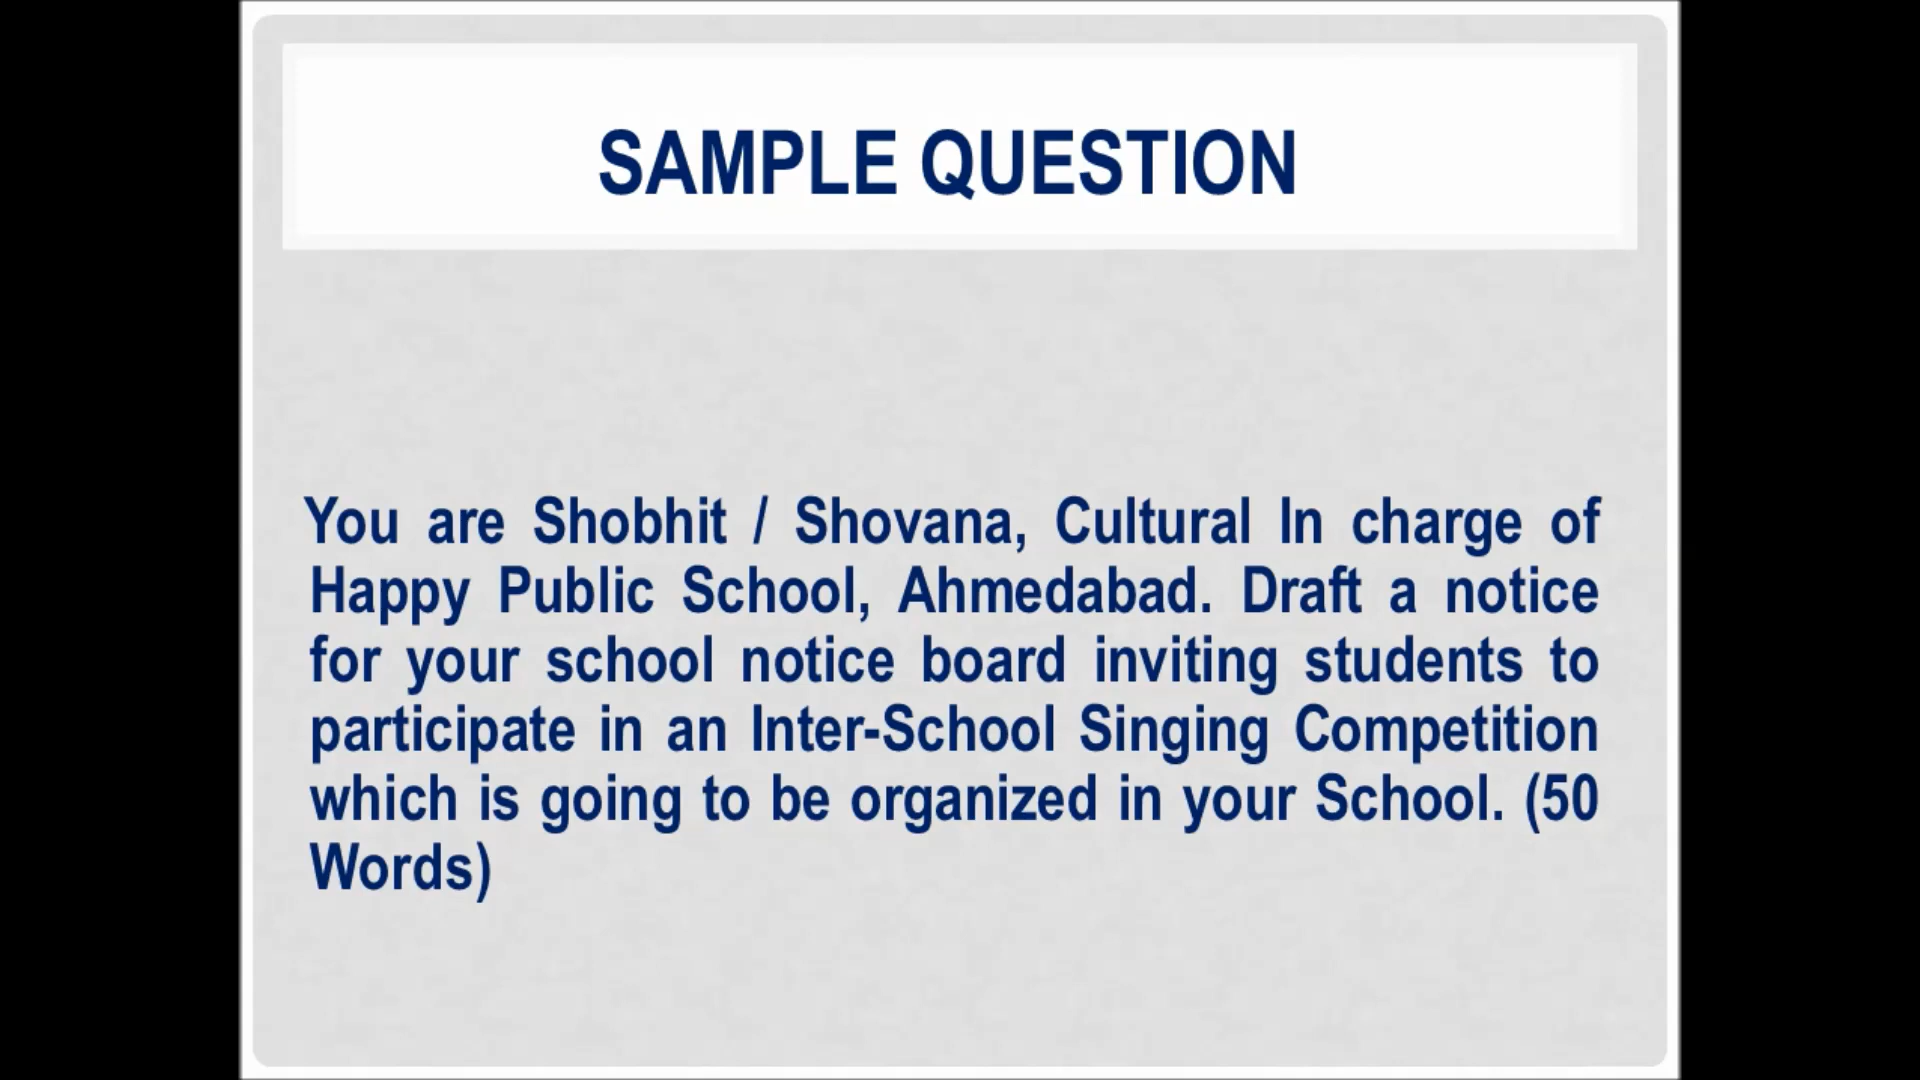 SAMPLE QUESTION
You are Shobhit / Shovana, Cultural In charge of
Happy Public School, Ahmedabad. Draft a notice
for your school notice board inviting students to
participate in an Inter-School Singing Competition
which is going to be organized in your School. (50
Words)